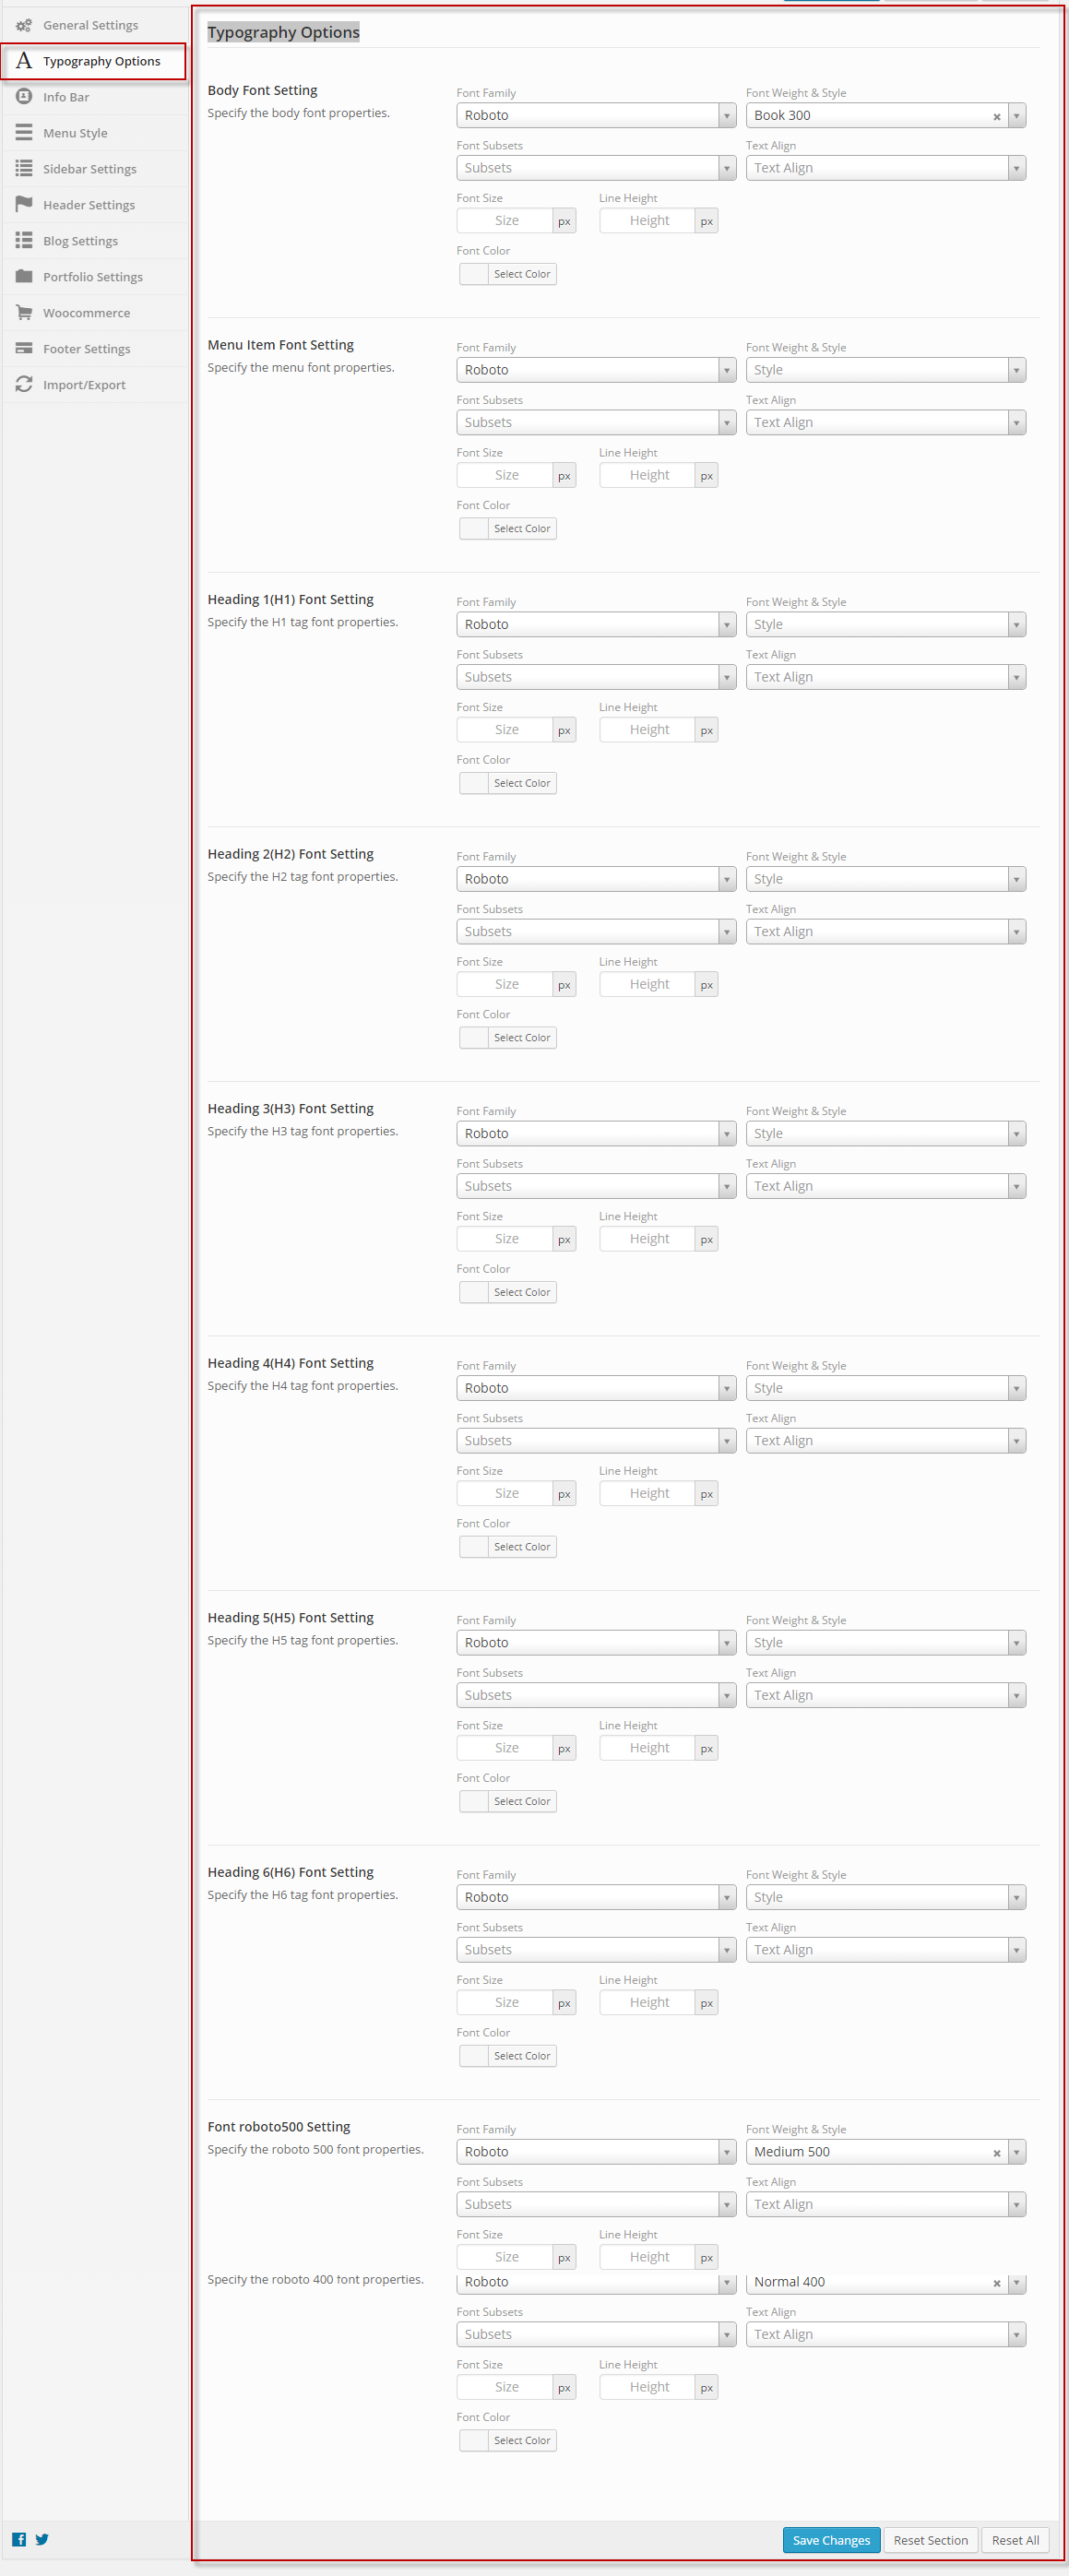 General Settings
Typography Options
Info Bar
Menu Style
Sidebar Settings
Header Settings
Blog Settings
Portfolio Settings
Woocommerce
Footer Settings
Import/Export
Typography Options
Body Font Setting
Specify the body font properties.
Font Family Font Weight & Style
Roboto Book 300
Font Subsets Text Align
Subsets Text Align
Font Size Line Height
Size px Height px
Font Color
Select Color
Menu Item Font Setting
Specify the menu font properties.
Font Family Font Weight & Style
Roboto Style
Font Subsets Text Align
Subsets Text Align
Font Size Line Height
Size px Height px
Font Color
Select Color
Heading 1(H1) Font Setting
Specify the H1 tag font properties.
Font Family Font Weight & Style
Roboto Style
Font Subsets Text Align
Subsets Text Align
Font Size Line Height
Size px Height px
Font Color
Select Color
Heading 2(H2) Font Setting
Specify the H2 tag font properties.
Font Family Font Weight & Style
Roboto Style
Font Subsets Text Align
Subsets Text Align
Font Size Line Height
Size px Height px
Font Color
Select Color
Heading 3(H3) Font Setting
Specify the H3 tag font properties.
Font Family Font Weight & Style
Roboto Style
Font Subsets Text Align
Subsets Text Align
Font Size Line Height
Size px Height px
Font Color
Select Color
Heading 4(H4) Font Setting
Specify the H4 tag font properties.
Font Family Font Weight & Style
Roboto Style
Font Subsets Text Align
Subsets Text Align
Font Size Line Height
Size px Height px
Font Color
Select Color
Heading 5(H5) Font Setting
Specify the H5 tag font properties.
Font Family Font Weight & Style
Roboto Style
Font Subsets Text Align
Subsets Text Align
Font Size Line Height
Size px Height px
Font Color
Select Color
Heading 6(H6) Font Setting
Specify the H6 tag font properties.
Font Family Font Weight & Style
Roboto Style
Font Subsets Text Align
Subsets Text Align
Font Size Line Height
Size px Height px
Font Color
Select Color
Font roboto500 Setting
Specify the roboto 500 font properties.
Font Family Font Weight & Style
Roboto Medium 500
Font Subsets Text Align
Subsets Text Align
Font Size Line Height
Size px Height px
Specify the roboto 400 font properties.
Roboto Normal 400
Font Subsets Text Align
Subsets Text Align
Font Size Line Height
Size px Height px
Font Color
Select Color
Save Changes Reset Section Reset All